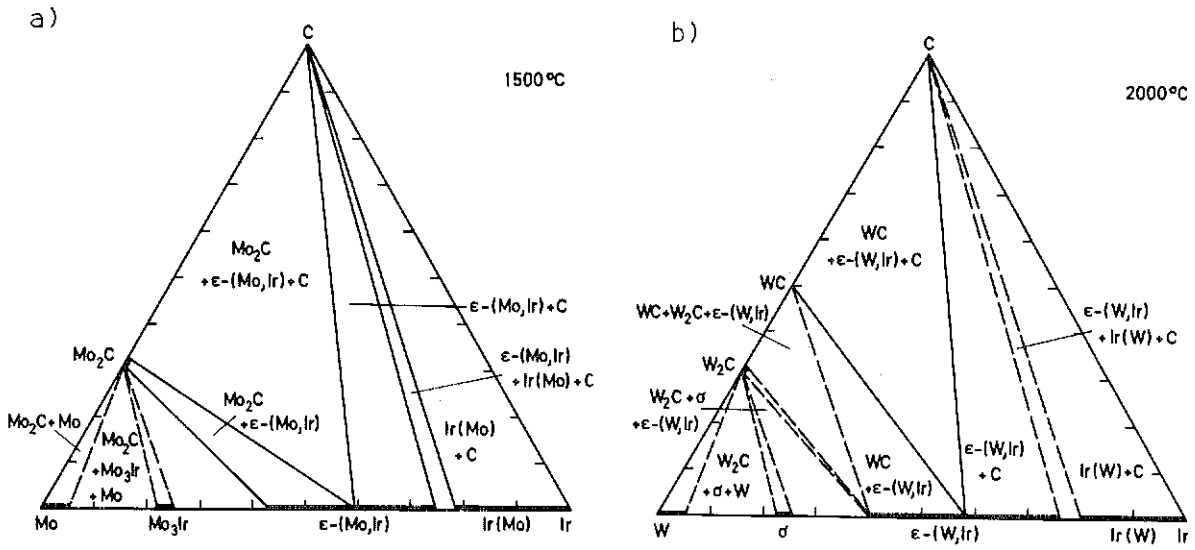 a)
C
1500°C
Mo₂C
+ε-(Mo,Ir)+C
ε-(Mo,Ir)+C
Mo₂C
ε-(Mo,Ir)
+Ir(Mo)+C
Mo₂C
+ε-(Mo,Ir)
Mo₂C+Mo
Mo₂C
+Mo₃Ir
+Mo
Ir(Mo)
+C
Mo
Mo₃Ir
ε-(Mo,Ir)
Ir(Mo)
Ir
b)
C
2000°C
WC
+ε-(W,Ir)+C
WC
WC+W₂C+ε-(W,Ir)
ε-(W,Ir)
+Ir(W)+C
W₂C
W₂C+σ
+ε-(W,Ir)
W₂C
+σ+W
WC
+ε-(W,Ir)
ε-(W,Ir)
+C
Ir(W)+C
W
σ
ε-(W,Ir)
Ir(W)
Ir